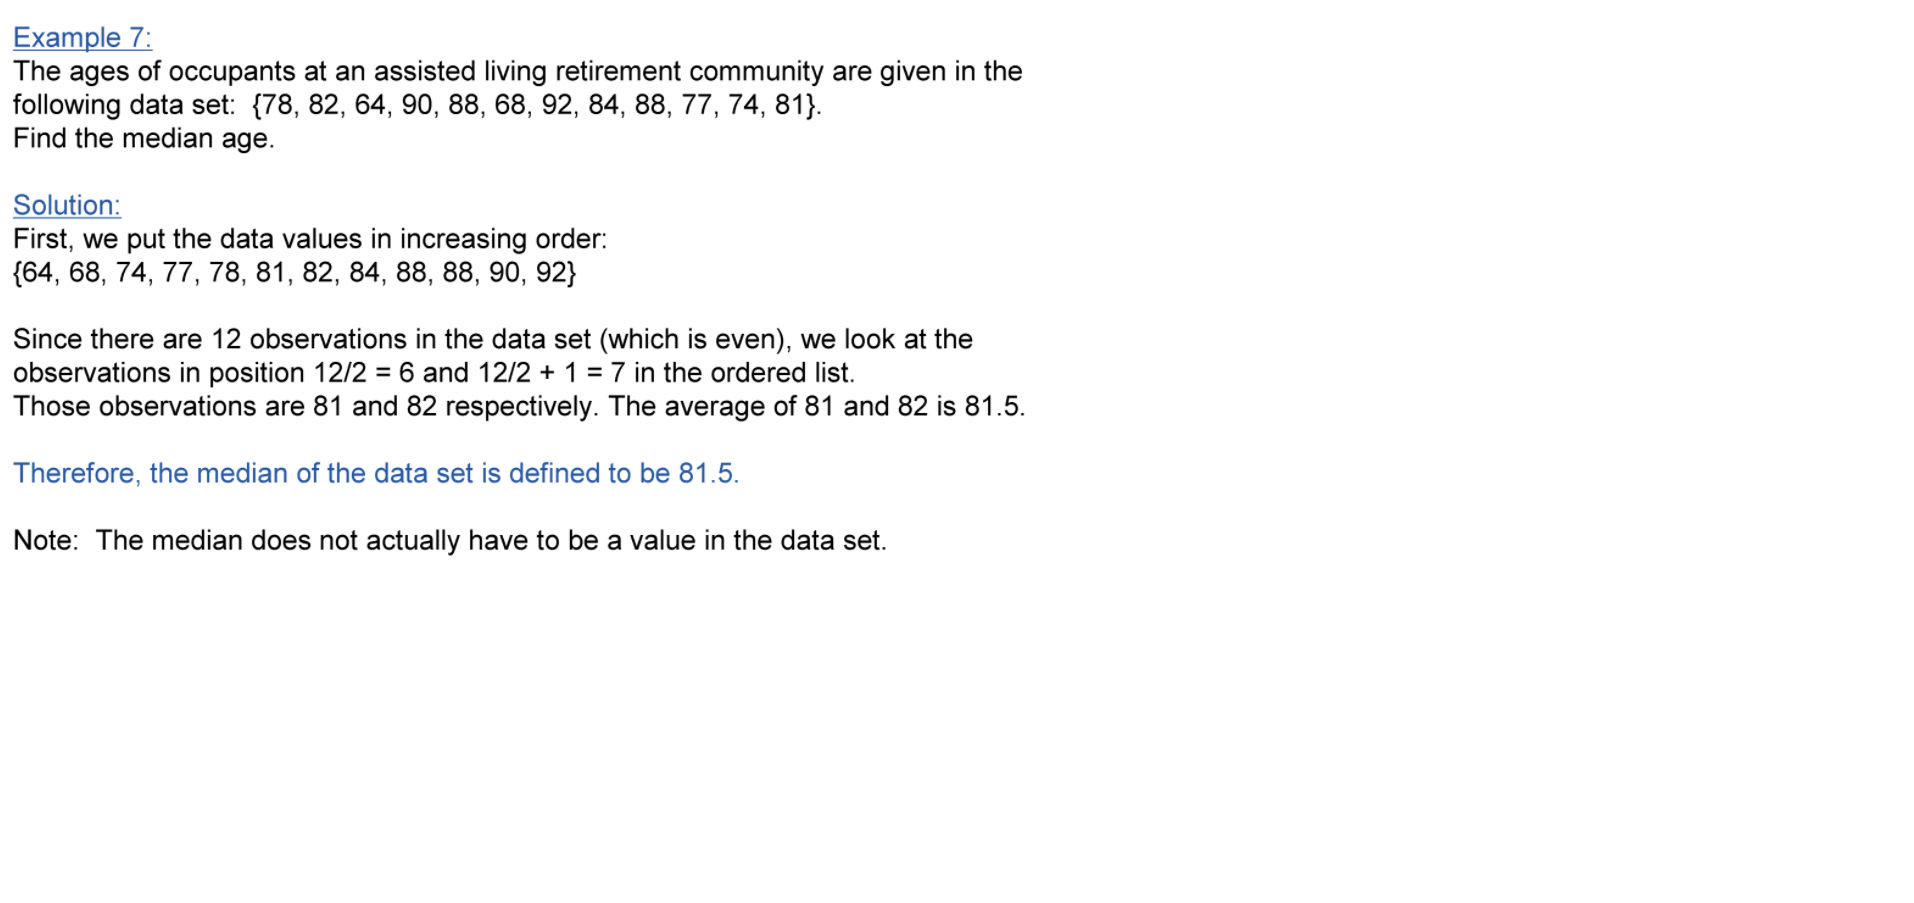 Example 7:
The ages of occupants at an assisted living retirement community are given in the
following data set:  {78, 82, 64, 90, 88, 68, 92, 84, 88, 77, 74, 81}.
Find the median age.
Solution:
First, we put the data values in increasing order:
{64, 68, 74, 77, 78, 81, 82, 84, 88, 88, 90, 92}
Since there are 12 observations in the data set (which is even), we look at the
observations in position 12/2 = 6 and 12/2 + 1 = 7 in the ordered list.
Those observations are 81 and 82 respectively. The average of 81 and 82 is 81.5.
Therefore, the median of the data set is defined to be 81.5.
Note:  The median does not actually have to be a value in the data set.